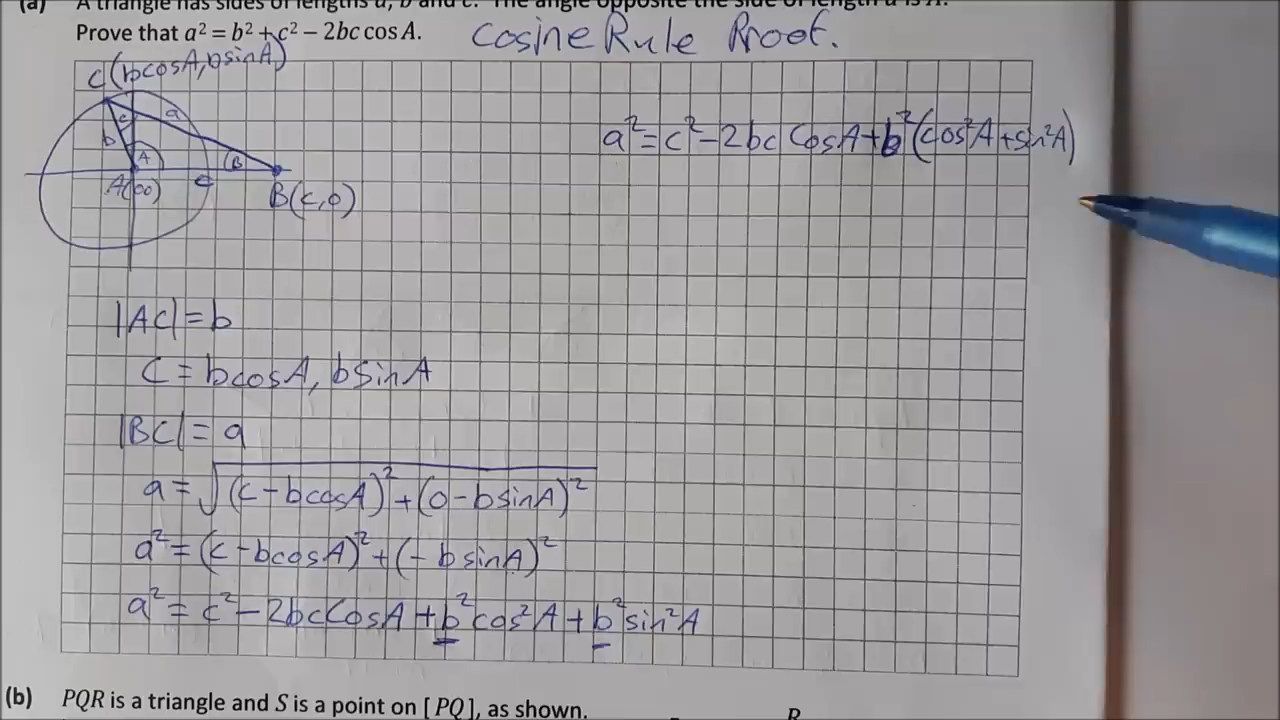 (a) A triangle has sides of lengths a, b and c. The angle opposite the side of length a is A.
Prove that a² = b² + c² − 2bc cos A.
Cosine Rule Proof.
C(bcosA, bsinA)
a
c
b
A
B
A(00)
c
B(c,0)
|AC| = b
C = bcosA, bSinA
|BC| = a
a = √(c − bcosA)² + (0 − bsinA)²
a² = (c − bcosA)² + (− bsinA)²
a² = c² − 2bcCosA + b²cos²A + b²sin²A
a² = c² − 2bc CosA + b²(cos²A + sin²A)
(b) PQR is a triangle and S is a point on [PQ], as shown.
R